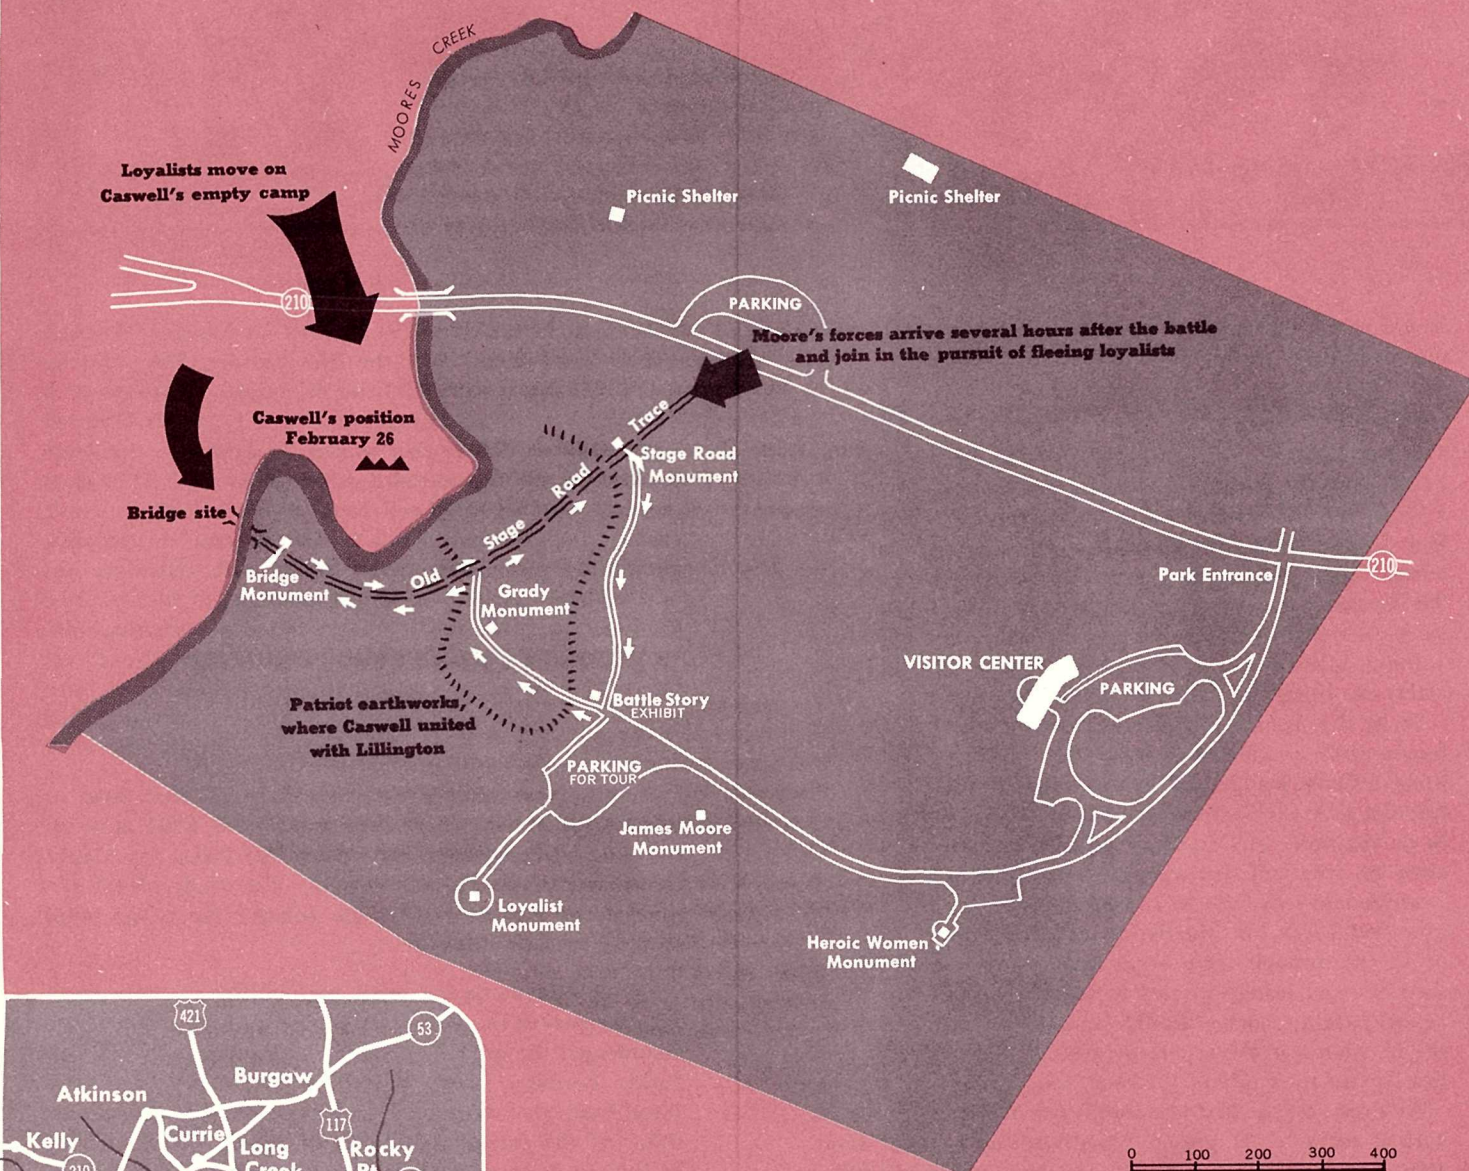 MOORES CREEK
Loyalists move on
Caswell's empty camp
Picnic Shelter
Picnic Shelter
210
PARKING
Moore's forces arrive several hours after the battle
and join in the pursuit of fleeing loyalists
Caswell's position
February 26
Old Stage Road Trace
Stage Road
Monument
Bridge site
Bridge
Monument
Grady
Monument
Park Entrance
210
VISITOR CENTER
PARKING
Patriot earthworks,
where Caswell united
with Lillington
Battle Story
EXHIBIT
PARKING
FOR TOUR
James Moore
Monument
Loyalist
Monument
Heroic Women
Monument
421
53
Burgaw
Atkinson
117
Currie
Kelly
Long
Creek
Rocky
Pt.
210
0 100 200 300 400